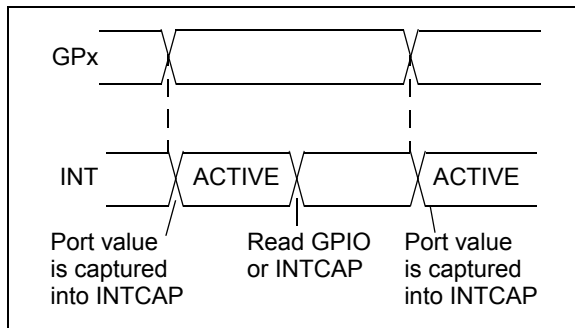 GPx
INT
ACTIVE
ACTIVE
Port value
is captured
into INTCAP
Read GPIO
or INTCAP
Port value
is captured
into INTCAP